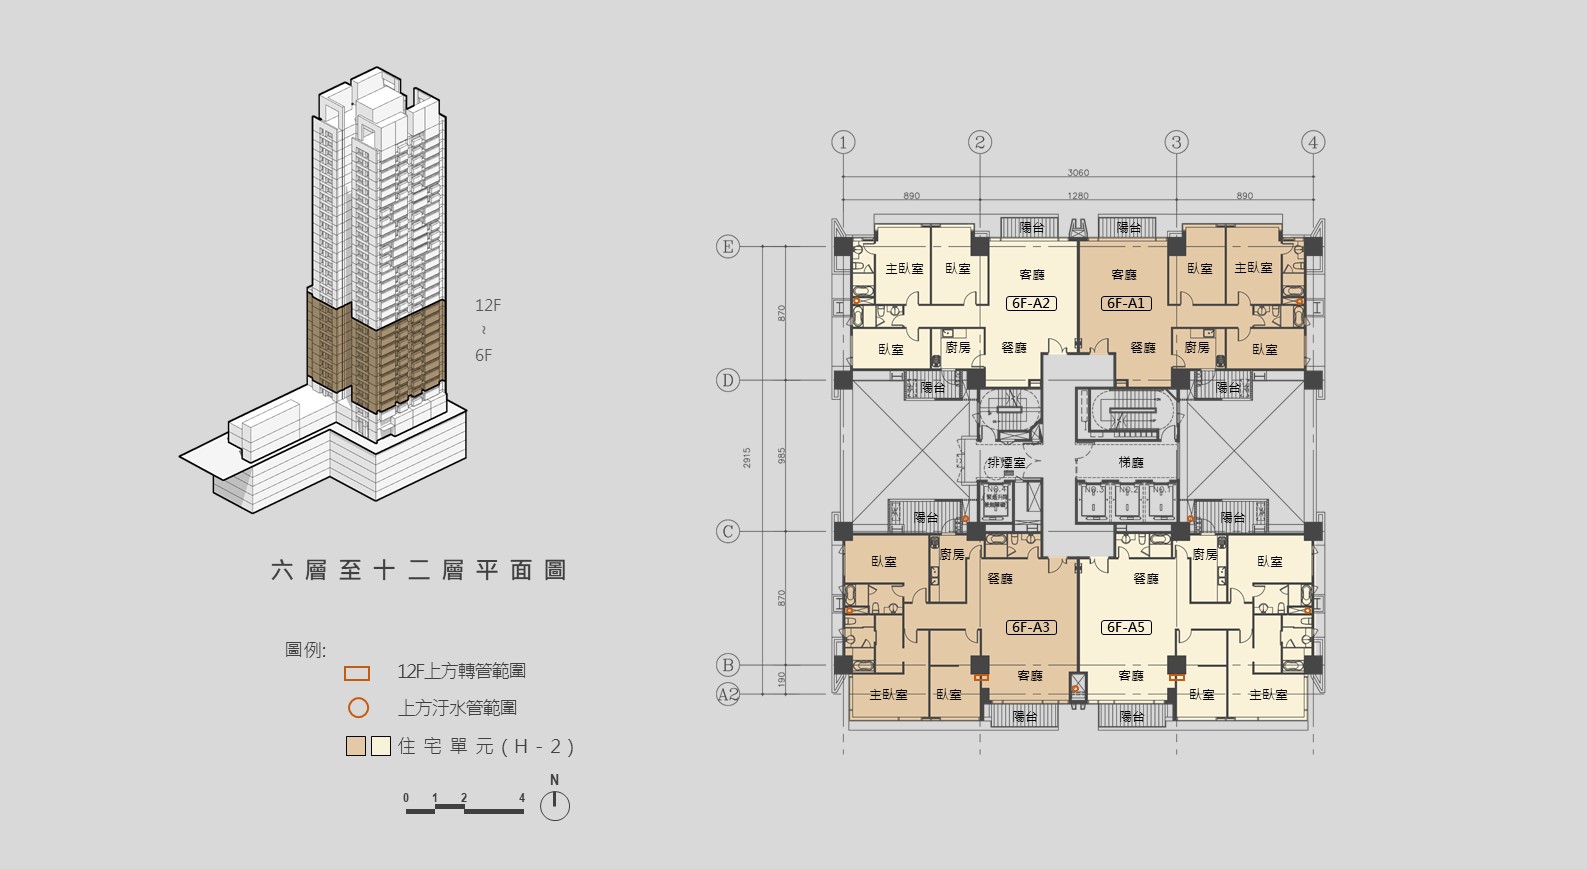 12F
~
6F
六層至十二層平面圖
圖例:
12F上方轉管範圍
上方汙水管範圍
住宅單元(H-2)
0 1 2 4
N
1 2 3 4
3060
890 1280 890
陽台 陽台
E
主臥室 臥室 客廳 客廳 臥室 主臥室
6F-A2 6F-A1
870
臥室 廚房 餐廳 餐廳 廚房 臥室
D
陽台 陽台
2915 985
排煙室 梯廳
NO.4 NO.3 NO.2 NO.1
陽台 陽台
C
臥室 廚房 廚房 臥室
餐廳 餐廳
870
6F-A3 6F-A5
B
客廳 客廳
190
A2
主臥室 臥室 臥室 主臥室
陽台 陽台